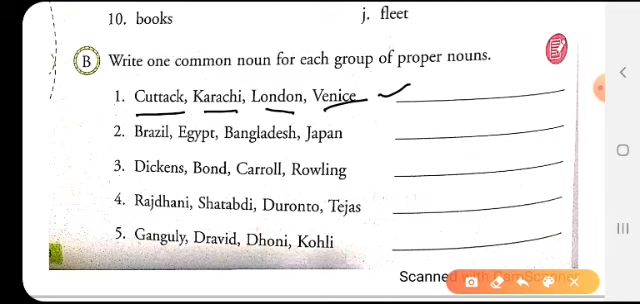 10. books
j. fleet
B Write one common noun for each group of proper nouns.
1. Cuttack, Karachi, London, Venice
2. Brazil, Egypt, Bangladesh, Japan
3. Dickens, Bond, Carroll, Rowling
4. Rajdhani, Shatabdi, Duronto, Tejas
5. Ganguly, Dravid, Dhoni, Kohli
Scanned with CamScanner